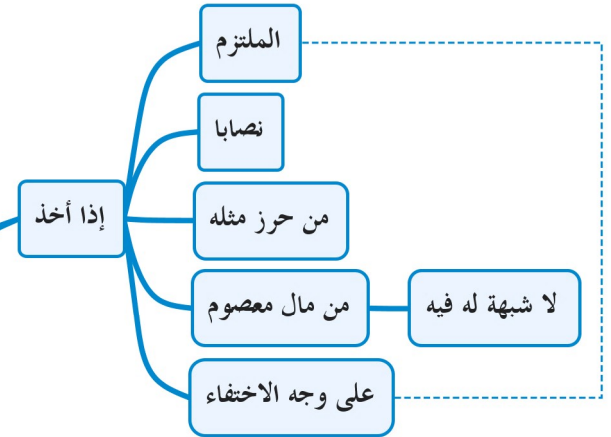 إذا أخذ
الملتزم
نصابا
من حرز مثله
من مال معصوم
لا شبهة له فيه
على وجه الاختفاء